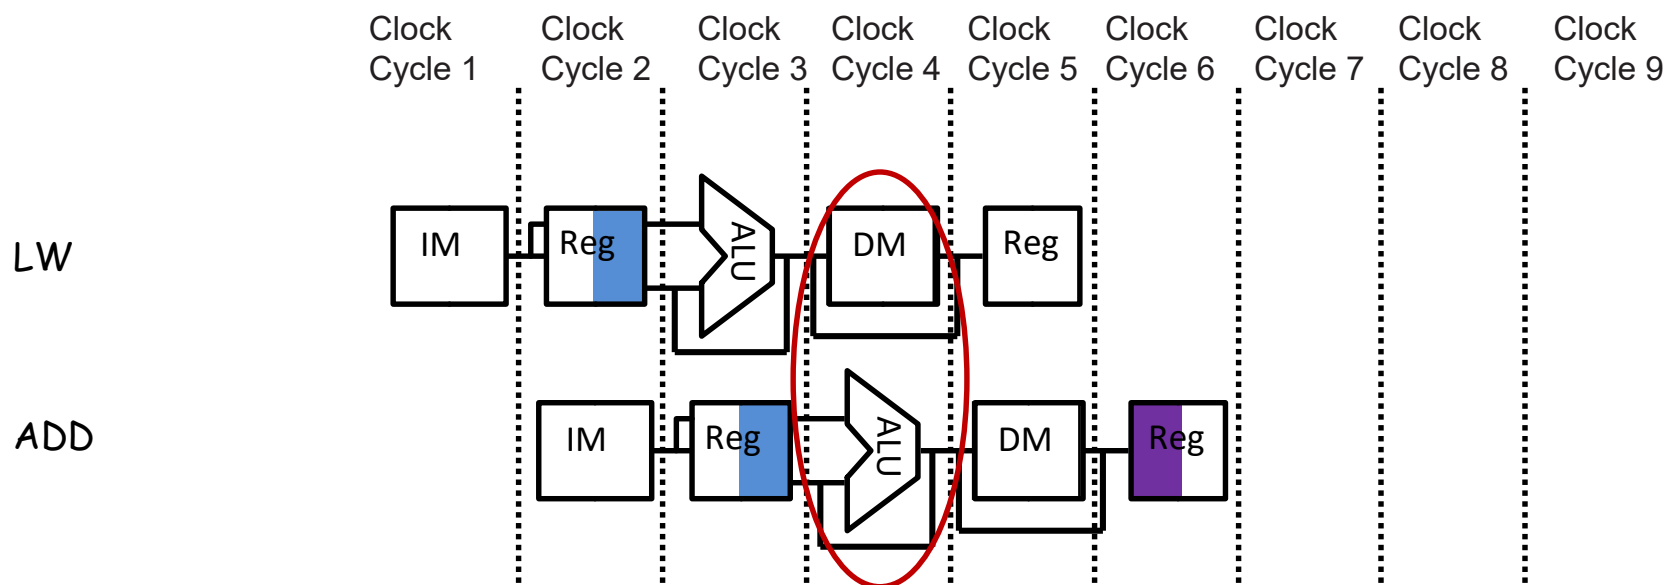 Clock Clock Clock Clock Clock Clock Clock Clock Clock
Cycle 1 Cycle 2 Cycle 3 Cycle 4 Cycle 5 Cycle 6 Cycle 7 Cycle 8 Cycle 9
LW IM Reg ALU DM Reg
ADD IM Reg ALU DM Reg